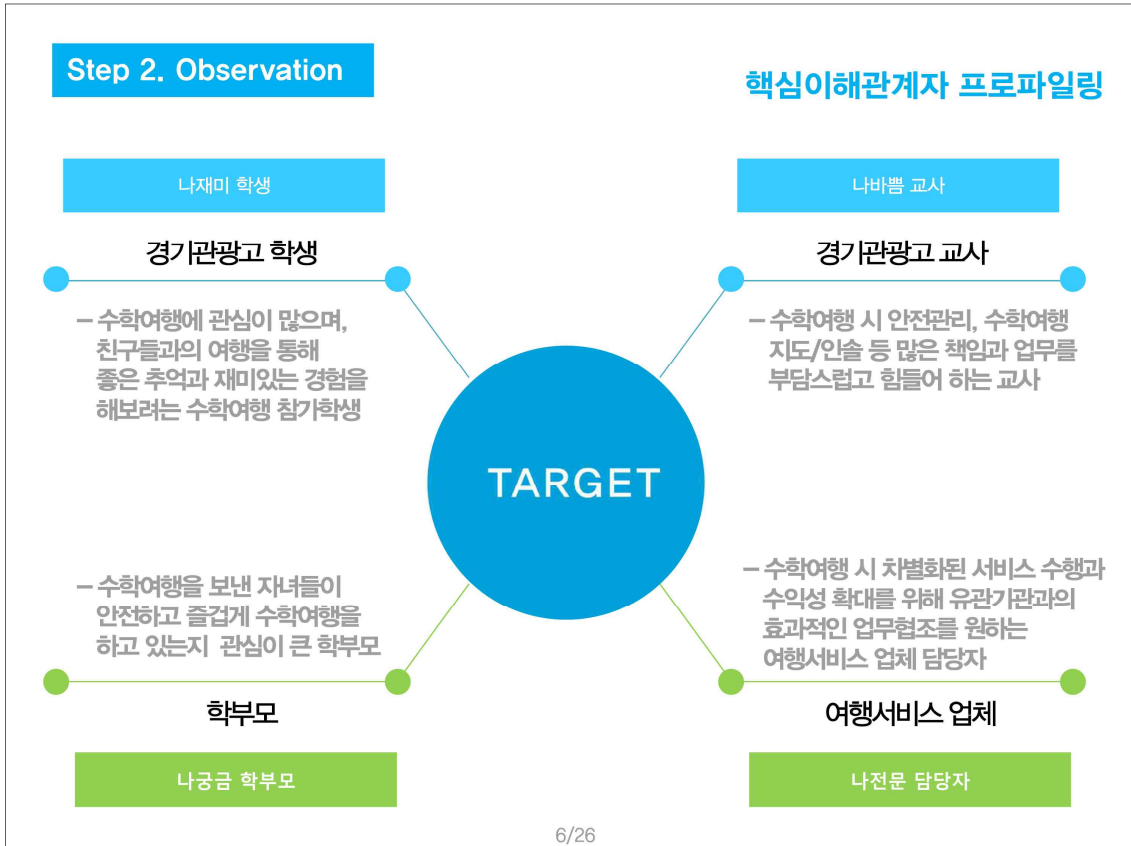 Step 2. Observation
핵심이해관계자 프로파일링
나재미 학생
경기관광고 학생
– 수학여행에 관심이 많으며,
친구들과의 여행을 통해
좋은 추억과 재미있는 경험을
해보려는 수학여행 참가학생
나바쁨 교사
경기관광고 교사
– 수학여행 시 안전관리, 수학여행
지도/인솔 등 많은 책임과 업무를
부담스럽고 힘들어 하는 교사
TARGET
– 수학여행을 보낸 자녀들이
안전하고 즐겁게 수학여행을
하고 있는지 관심이 큰 학부모
학부모
나궁금 학부모
– 수학여행 시 차별화된 서비스 수행과
수익성 확대를 위해 유관기관과의
효과적인 업무협조를 원하는
여행서비스 업체 담당자
여행서비스 업체
나전문 담당자
6/26